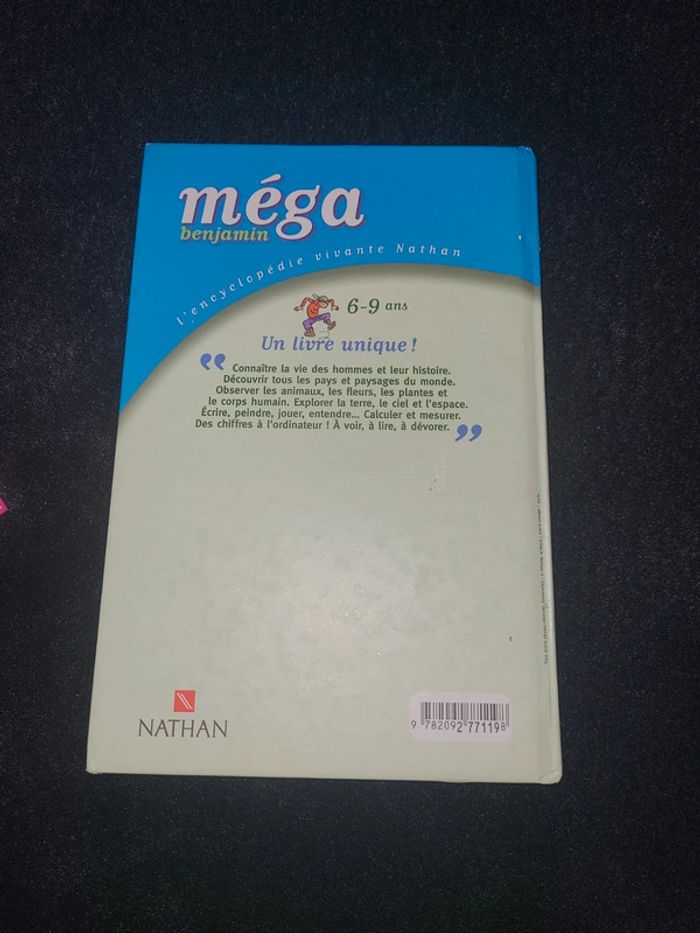 méga
benjamin
l'encyclopédie vivante Nathan
6-9 ans
Un livre unique !
“ Connaître la vie des hommes et leur histoire.
Découvrir tous les pays et paysages du monde.
Observer les animaux, les fleurs, les plantes et
le corps humain. Explorer la terre, le ciel et l'espace.
Écrire, peindre, jouer, entendre... Calculer et mesurer.
Des chiffres à l'ordinateur ! À voir, à lire, à dévorer. ”
NATHAN
9 782092 771198